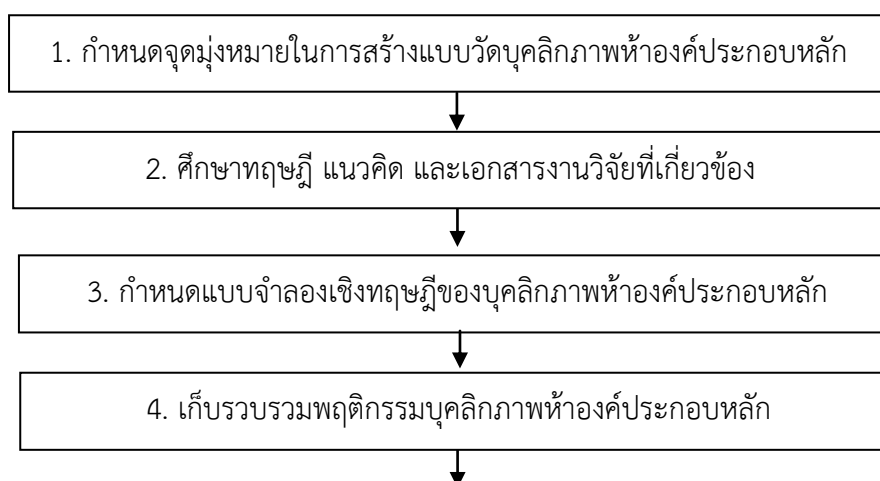 1. กำหนดจุดมุ่งหมายในการสร้างแบบวัดบุคลิกภาพห้าองค์ประกอบหลัก
2. ศึกษาทฤษฎี แนวคิด และเอกสารงานวิจัยที่เกี่ยวข้อง
3. กำหนดแบบจำลองเชิงทฤษฎีของบุคลิกภาพห้าองค์ประกอบหลัก
4. เก็บรวบรวมพฤติกรรมบุคลิกภาพห้าองค์ประกอบหลัก